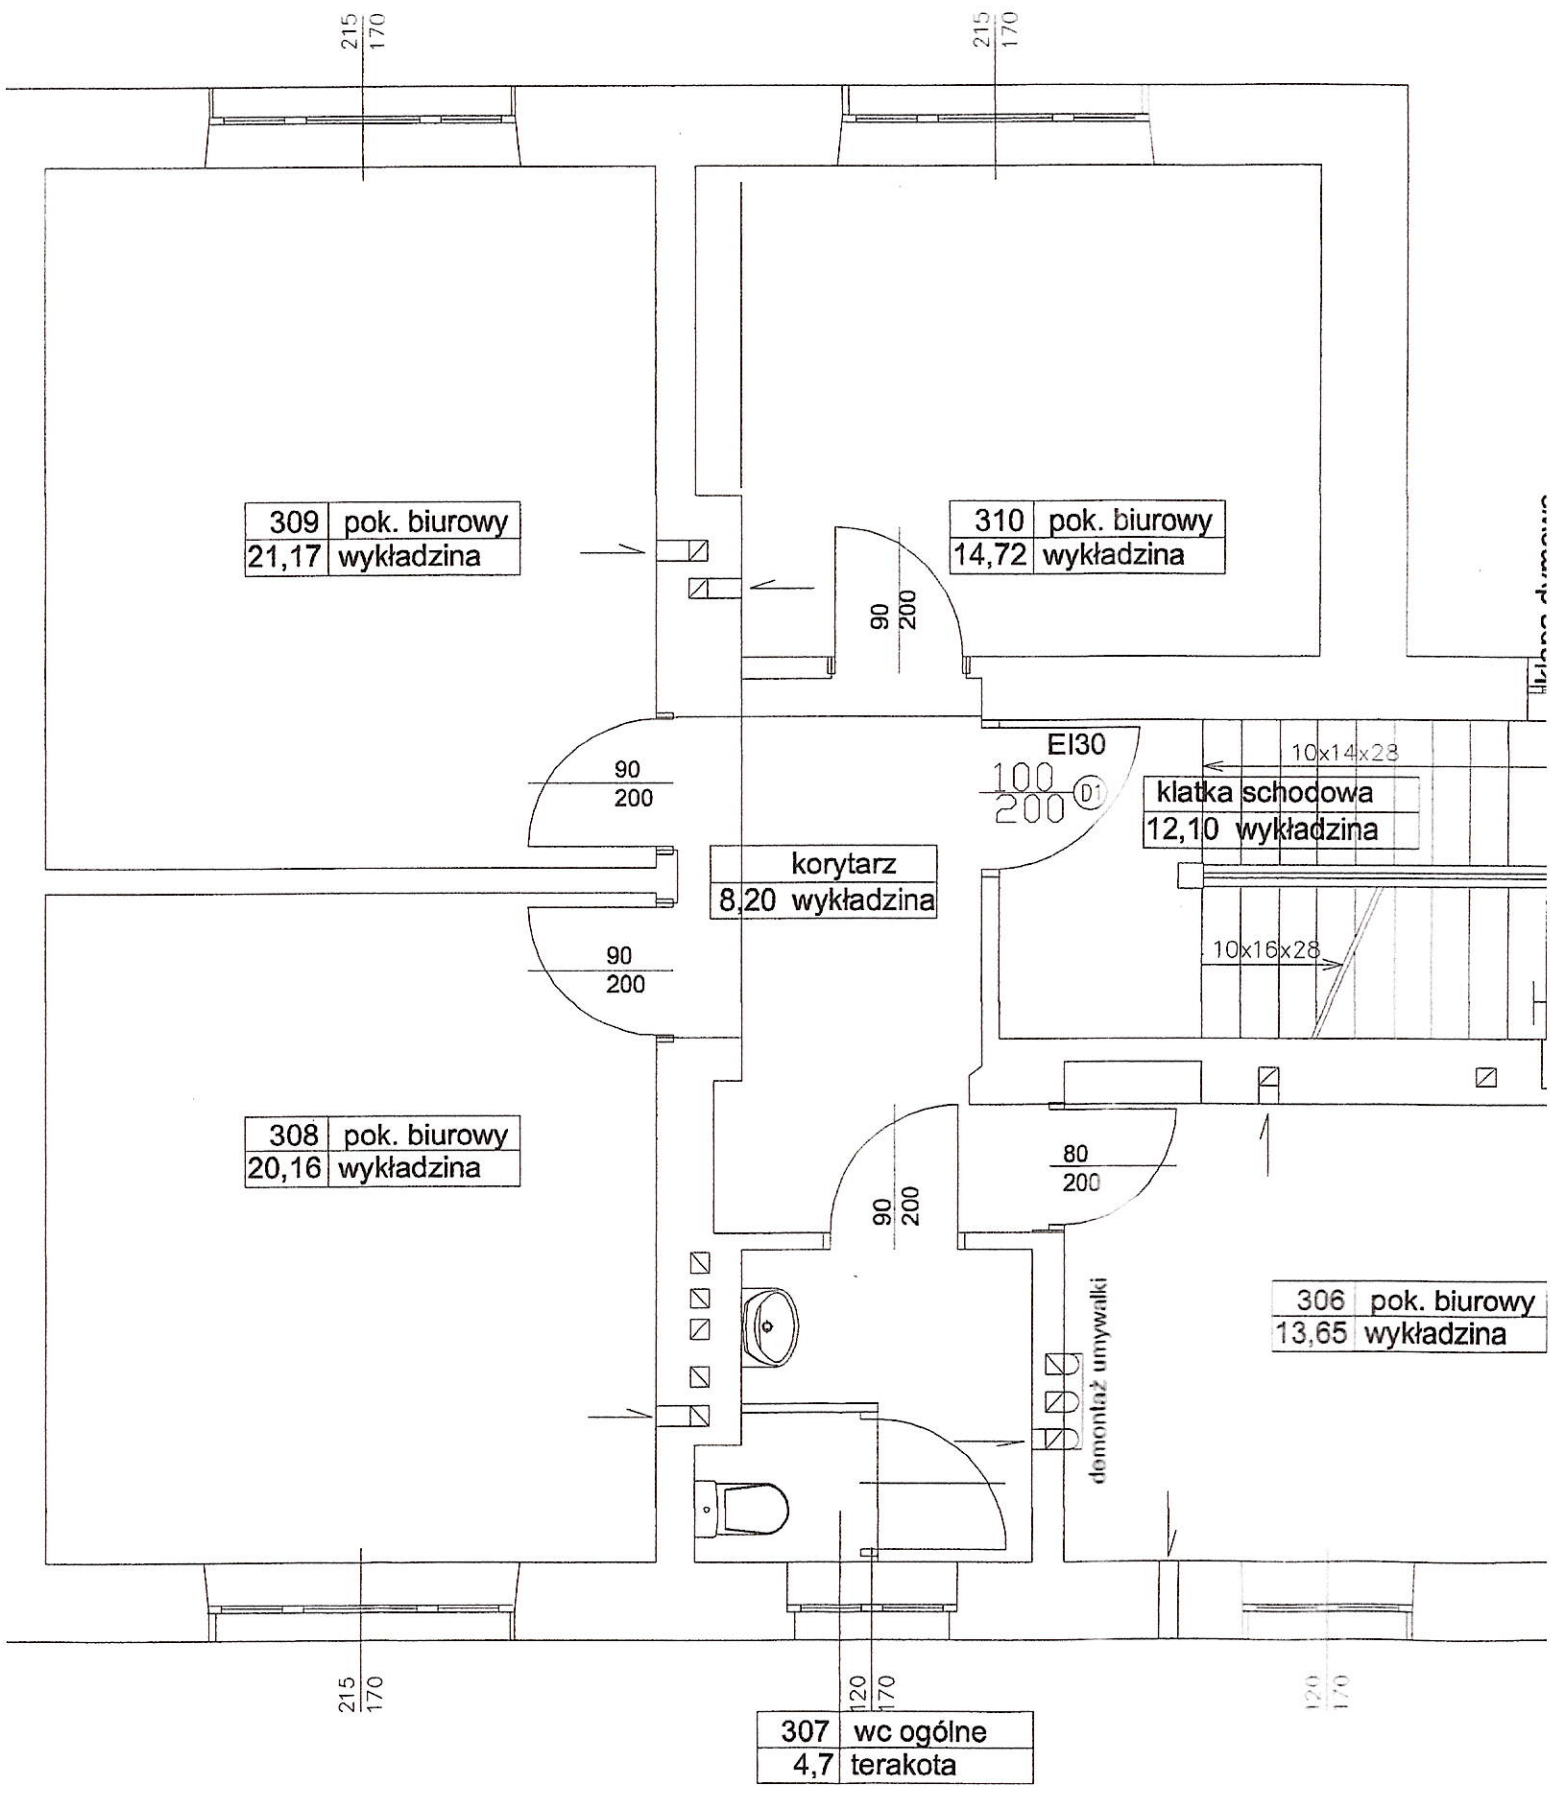 215
170
215
170
309 pok. biurowy
21,17 wykładzina
310 pok. biurowy
14,72 wykładzina
90
200
klapa dymowa
90
200
EI30
100
200
D1
10x14x28
klatka schodowa
12,10 wykładzina
korytarz
8,20 wykładzina
90
200
10x16x28
308 pok. biurowy
20,16 wykładzina
90
200
80
200
306 pok. biurowy
13,65 wykładzina
demontaż umywalki
215
170
120
170
120
170
307 wc ogólne
4,7 terakota